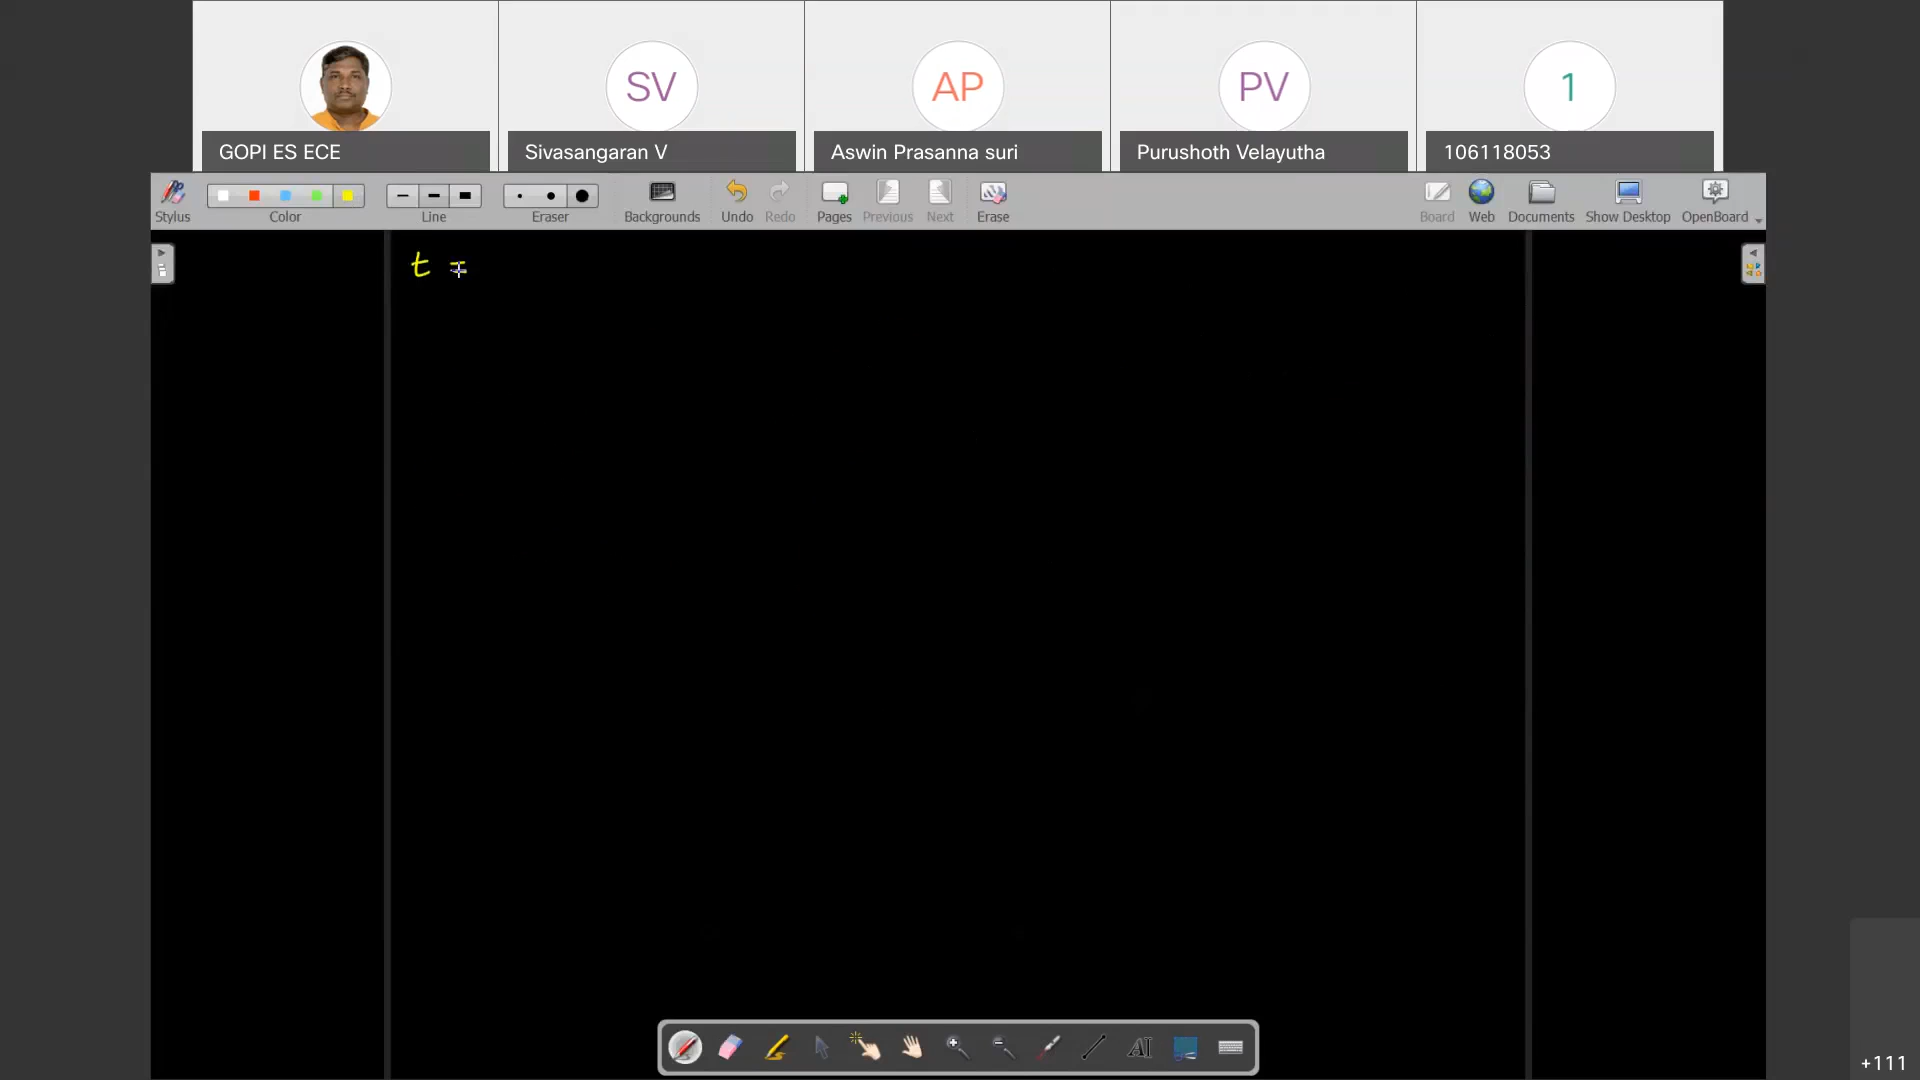 SV AP PV 1
GOPI ES ECE Sivasangaran V Aswin Prasanna suri Purushoth Velayutha 106118053
Stylus Color Line Eraser Backgrounds Undo Redo Pages Previous Next Erase Board Web Documents Show Desktop OpenBoard
t =
AI
+111